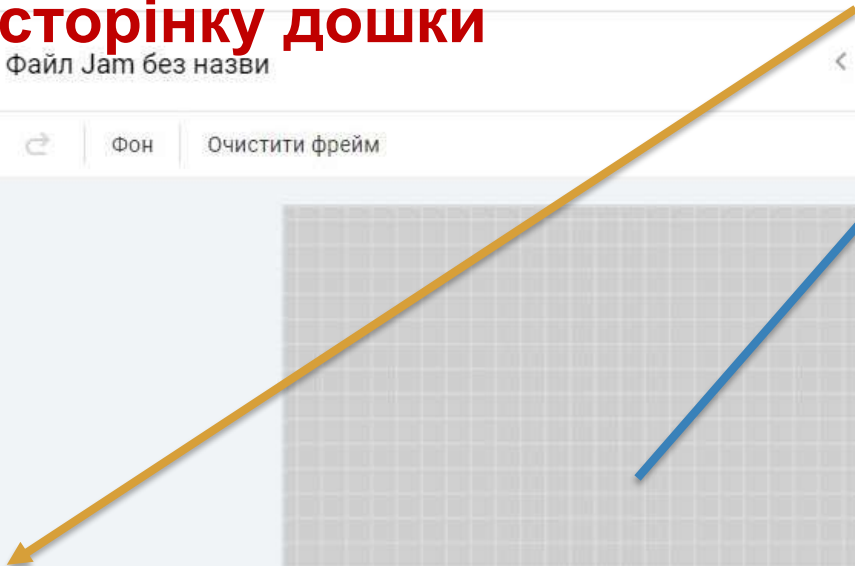 сторінку дошки
Файл Jam без назви
Фон Очистити фрейм